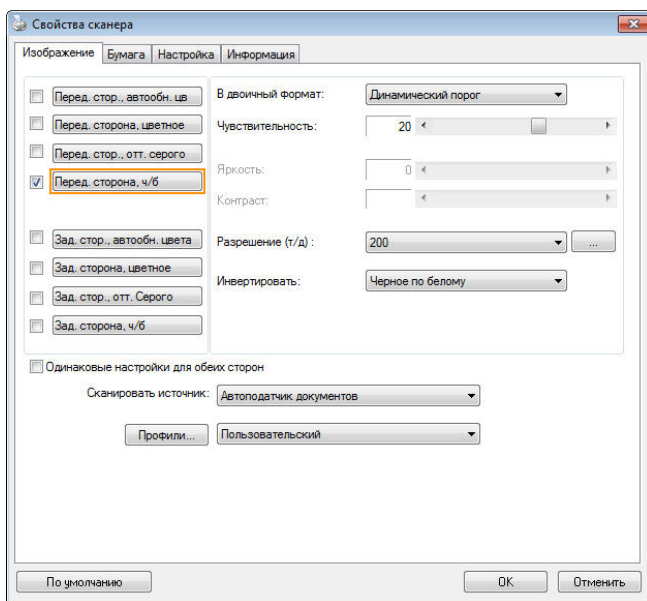 Свойства сканера
Изображение Бумага Настройка Информация
Перед. стор., автообн. цв
Перед. сторона, цветное
Перед. стор., отт. серого
Перед. сторона, ч/б
Зад. стор., автообн. цвета
Зад. сторона, цветное
Зад. стор., отт. Серого
Зад. сторона, ч/б
В двоичный формат: Динамический порог
Чувствительность: 20
Яркость: 0
Контраст:
Разрешение (т/д) : 200 ...
Инвертировать: Черное по белому
Одинаковые настройки для обеих сторон
Сканировать источник: Автоподатчик документов
Профили... Пользовательский
По умолчанию OK Отменить